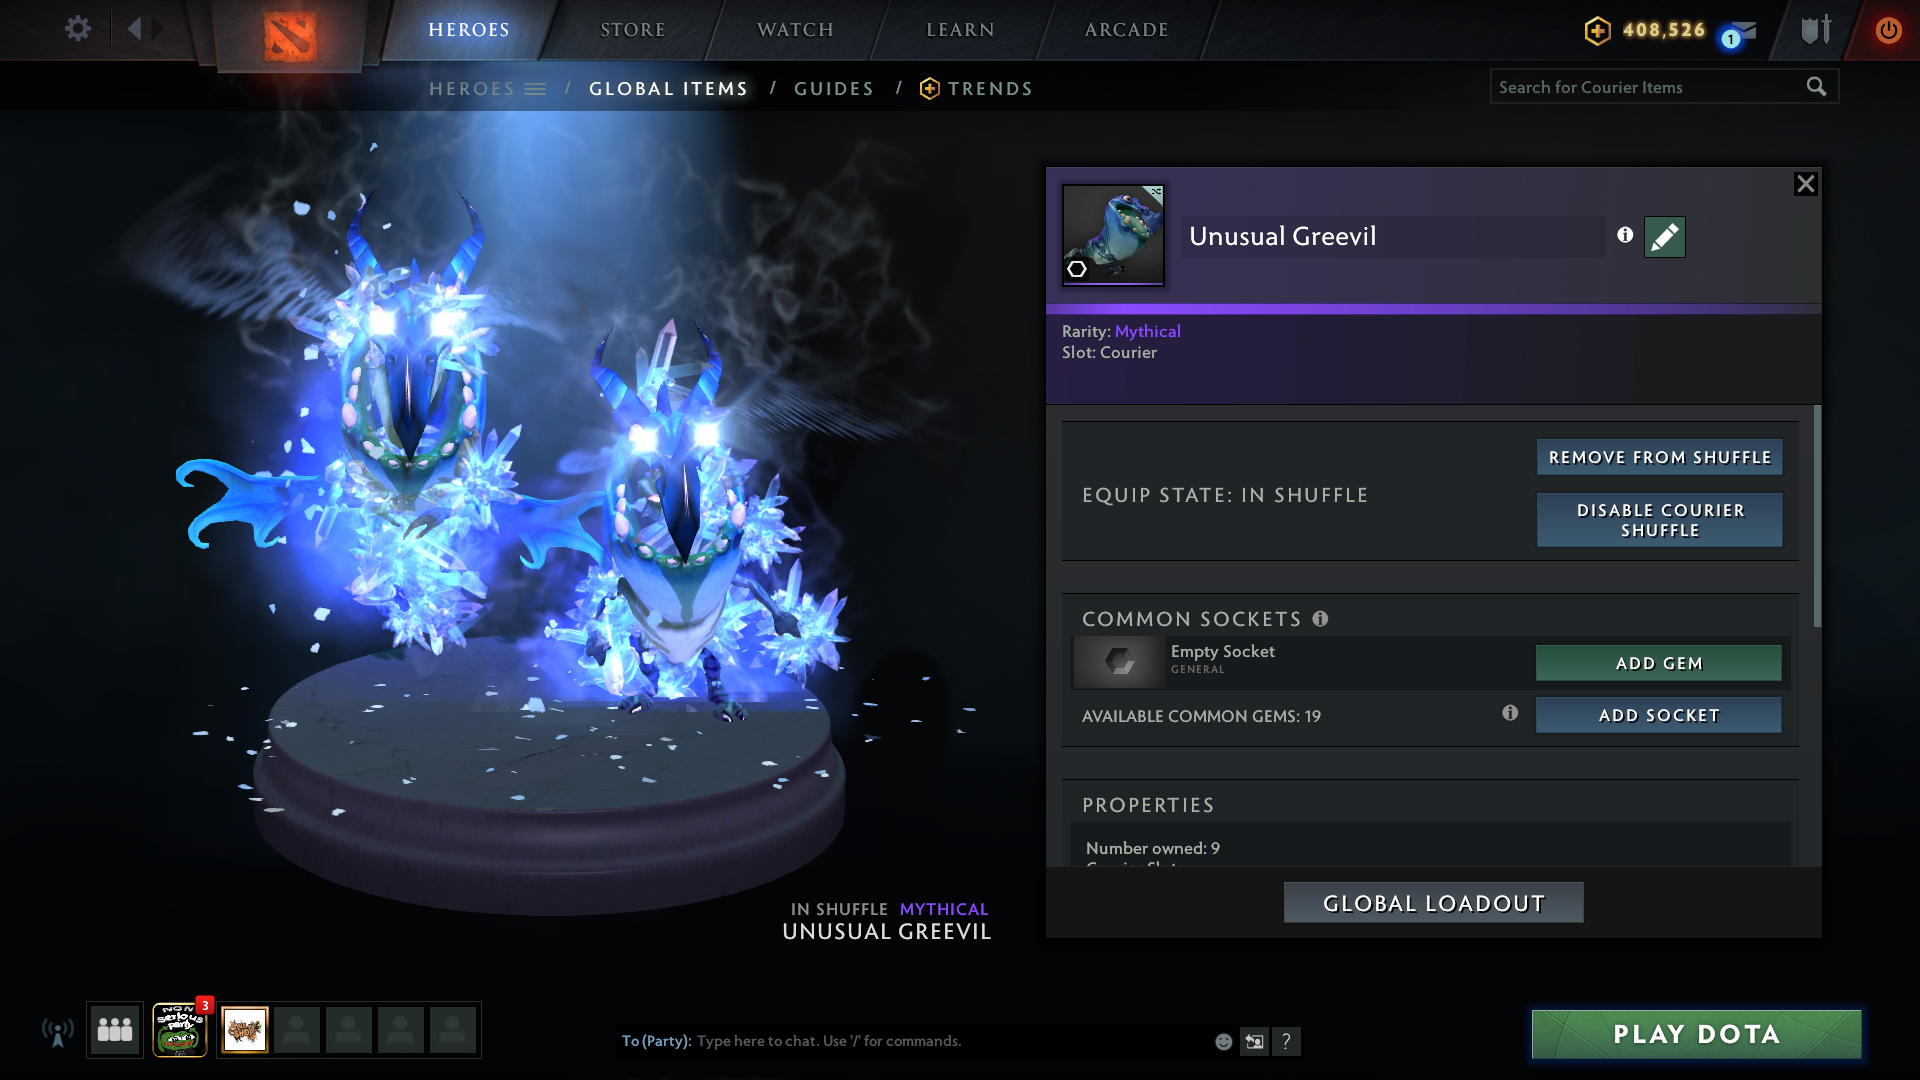 HEROES
STORE
WATCH
LEARN
ARCADE
408,526
1
HEROES / GLOBAL ITEMS / GUIDES / TRENDS
Search for Courier Items
Unusual Greevil
Rarity: Mythical
Slot: Courier
EQUIP STATE: IN SHUFFLE
REMOVE FROM SHUFFLE
DISABLE COURIER
SHUFFLE
COMMON SOCKETS
Empty Socket
GENERAL
ADD GEM
AVAILABLE COMMON GEMS: 19
ADD SOCKET
PROPERTIES
Number owned: 9
GLOBAL LOADOUT
IN SHUFFLE MYTHICAL
UNUSUAL GREEVIL
3
NON
serious
party
To (Party): Type here to chat. Use '/' for commands.
?
PLAY DOTA